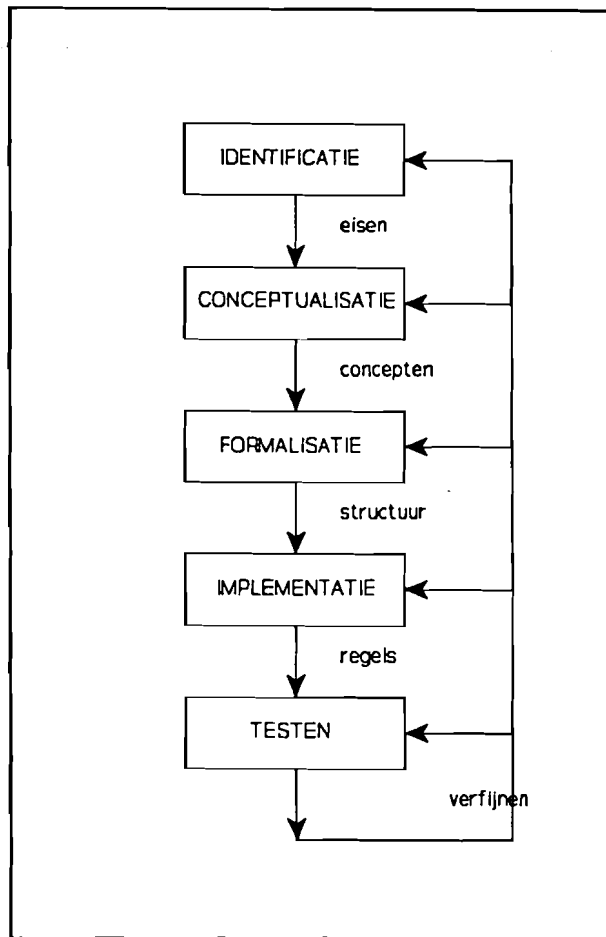 IDENTIFICATIE
eisen
CONCEPTUALISATIE
concepten
FORMALISATIE
structuur
IMPLEMENTATIE
regels
TESTEN
verfijnen